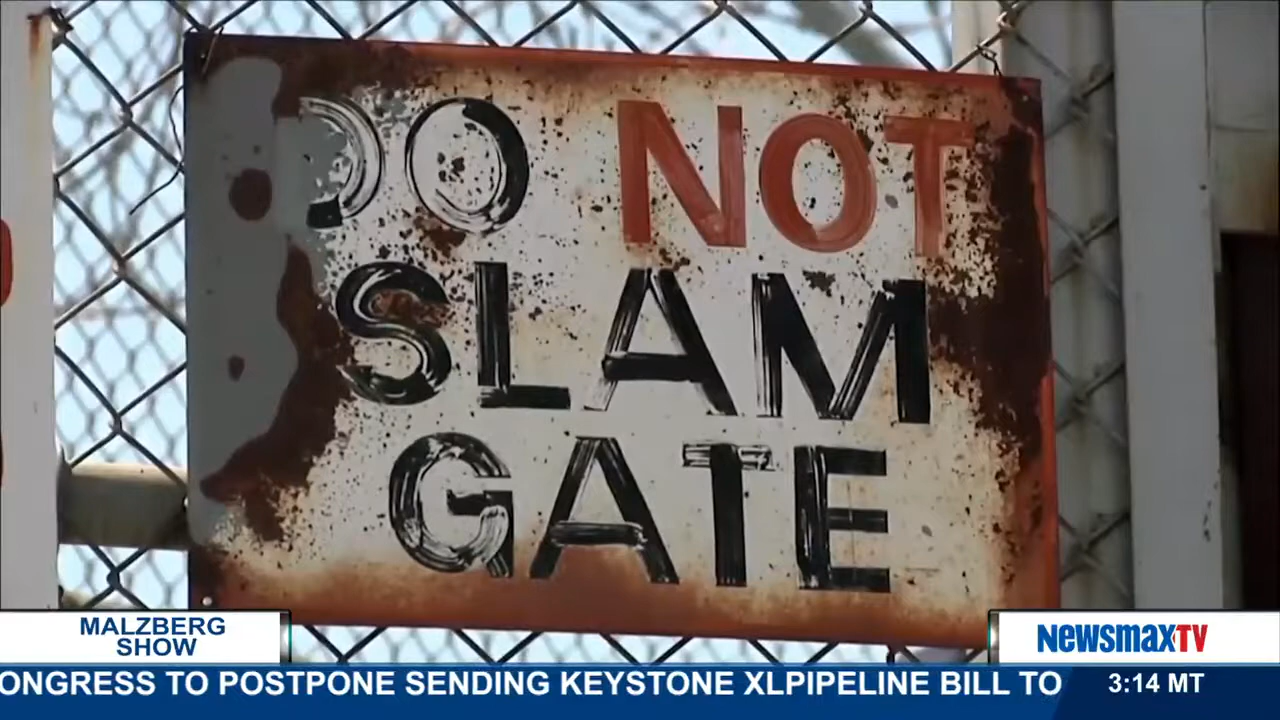 DO NOT
SLAM
GATE
MALZBERG
SHOW
NEWSMAXTV
ONGRESS TO POSTPONE SENDING KEYSTONE XLPIPELINE BILL TO
3:14 MT